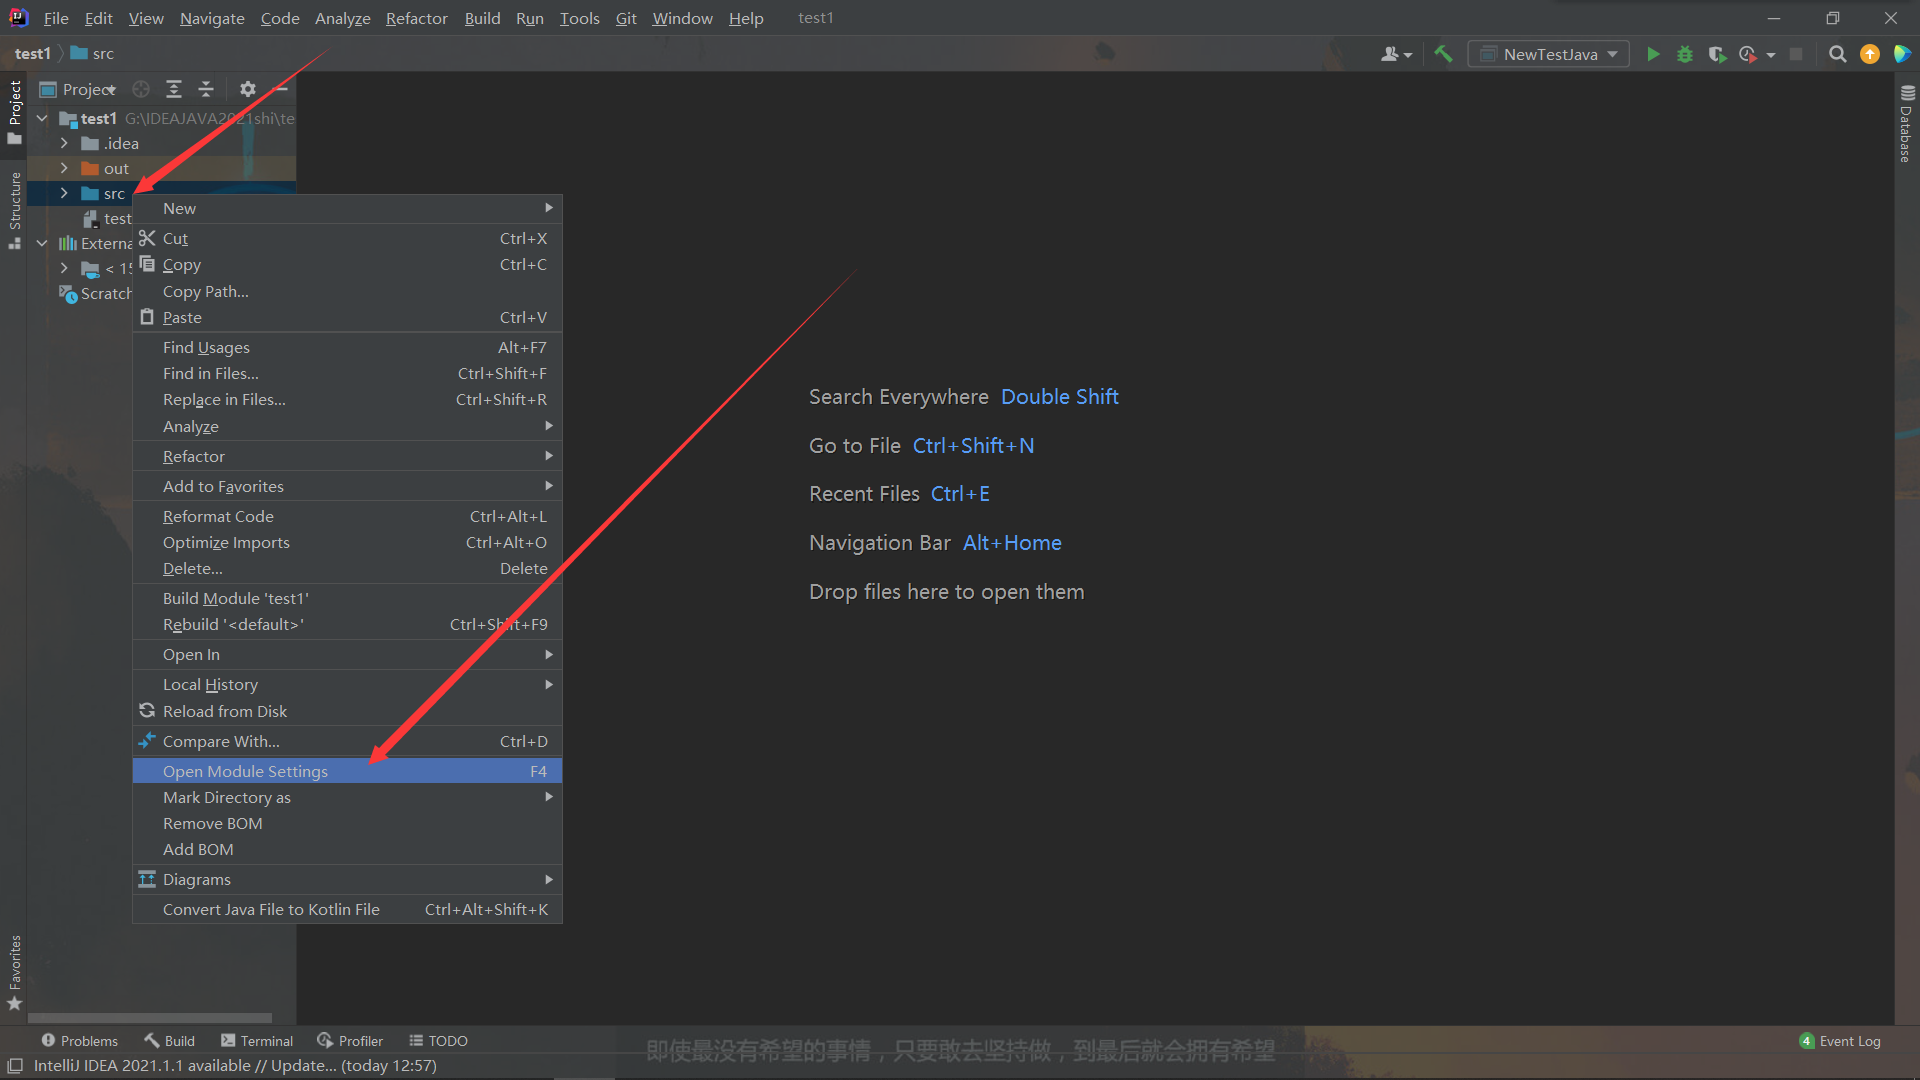 File Edit View Navigate Code Analyze Refactor Build Run Tools Git Window Help test1
test1 src
NewTestJava
Project
test1 G:\IDEAJAVA2021shi\te
.idea
out
src
test
Externa
< 15
Scratch
New
Cut Ctrl+X
Copy Ctrl+C
Copy Path...
Paste Ctrl+V
Find Usages Alt+F7
Find in Files... Ctrl+Shift+F
Replace in Files... Ctrl+Shift+R
Analyze
Refactor
Add to Favorites
Reformat Code Ctrl+Alt+L
Optimize Imports Ctrl+Alt+O
Delete... Delete
Build Module 'test1'
Rebuild '<default>' Ctrl+Shift+F9
Open In
Local History
Reload from Disk
Compare With... Ctrl+D
Open Module Settings F4
Mark Directory as
Remove BOM
Add BOM
Diagrams
Convert Java File to Kotlin File Ctrl+Alt+Shift+K
Search Everywhere Double Shift
Go to File Ctrl+Shift+N
Recent Files Ctrl+E
Navigation Bar Alt+Home
Drop files here to open them
Project
Structure
Favorites
Database
Problems Build Terminal Profiler TODO
即使最没有希望的事情，只要敢去坚持做，到最后就会拥有希望
4 Event Log
IntelliJ IDEA 2021.1.1 available // Update... (today 12:57)